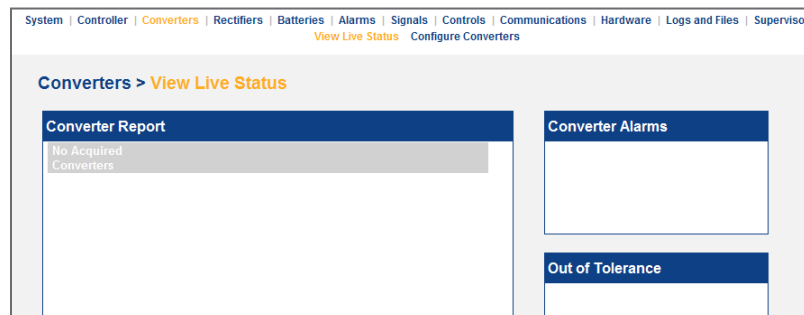 System | Controller | Converters | Rectifiers | Batteries | Alarms | Signals | Controls | Communications | Hardware | Logs and Files | Superviso
View Live Status Configure Converters
Converters > View Live Status
Converter Report
Converter Alarms
No Acquired
Converters
Out of Tolerance